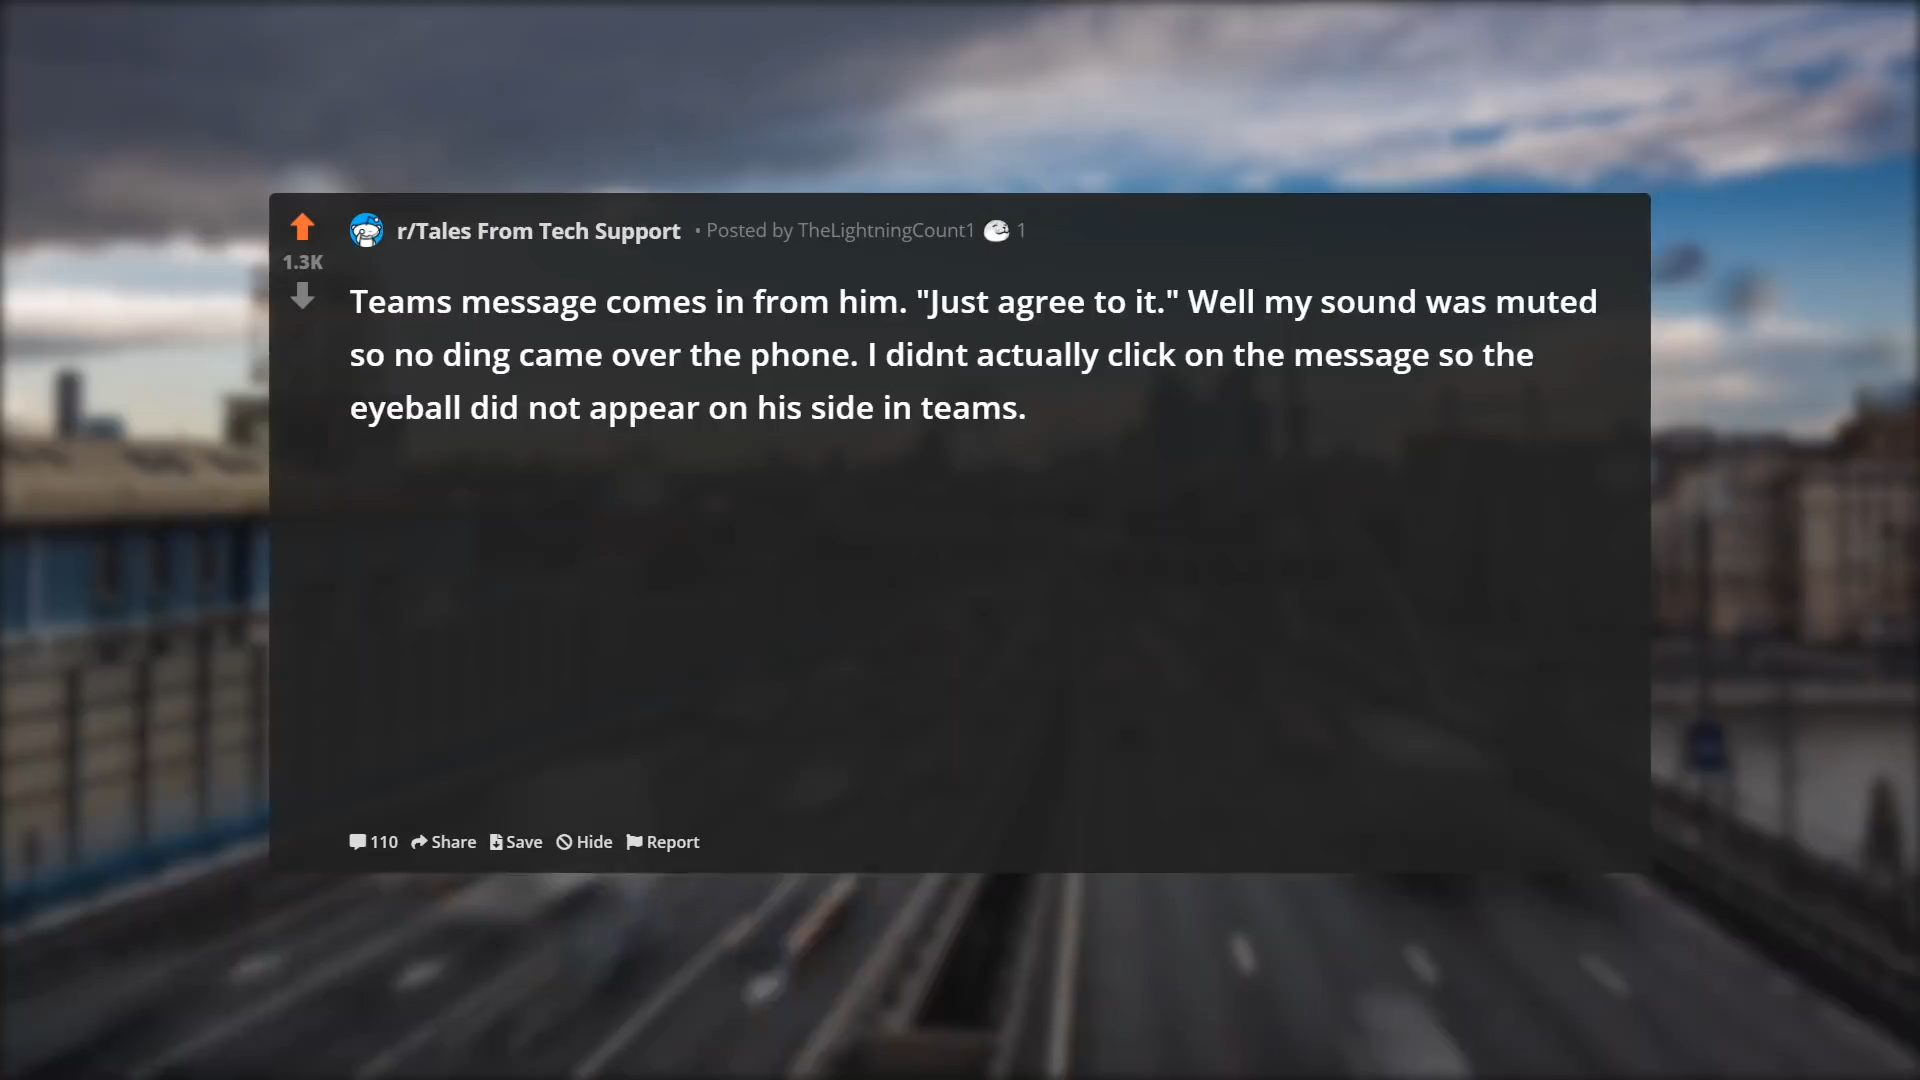 r/Tales From Tech Support • Posted by TheLightningCount1 1
1.3K
Teams message comes in from him. "Just agree to it." Well my sound was muted
so no ding came over the phone. I didnt actually click on the message so the
eyeball did not appear on his side in teams.
110 Share Save Hide Report